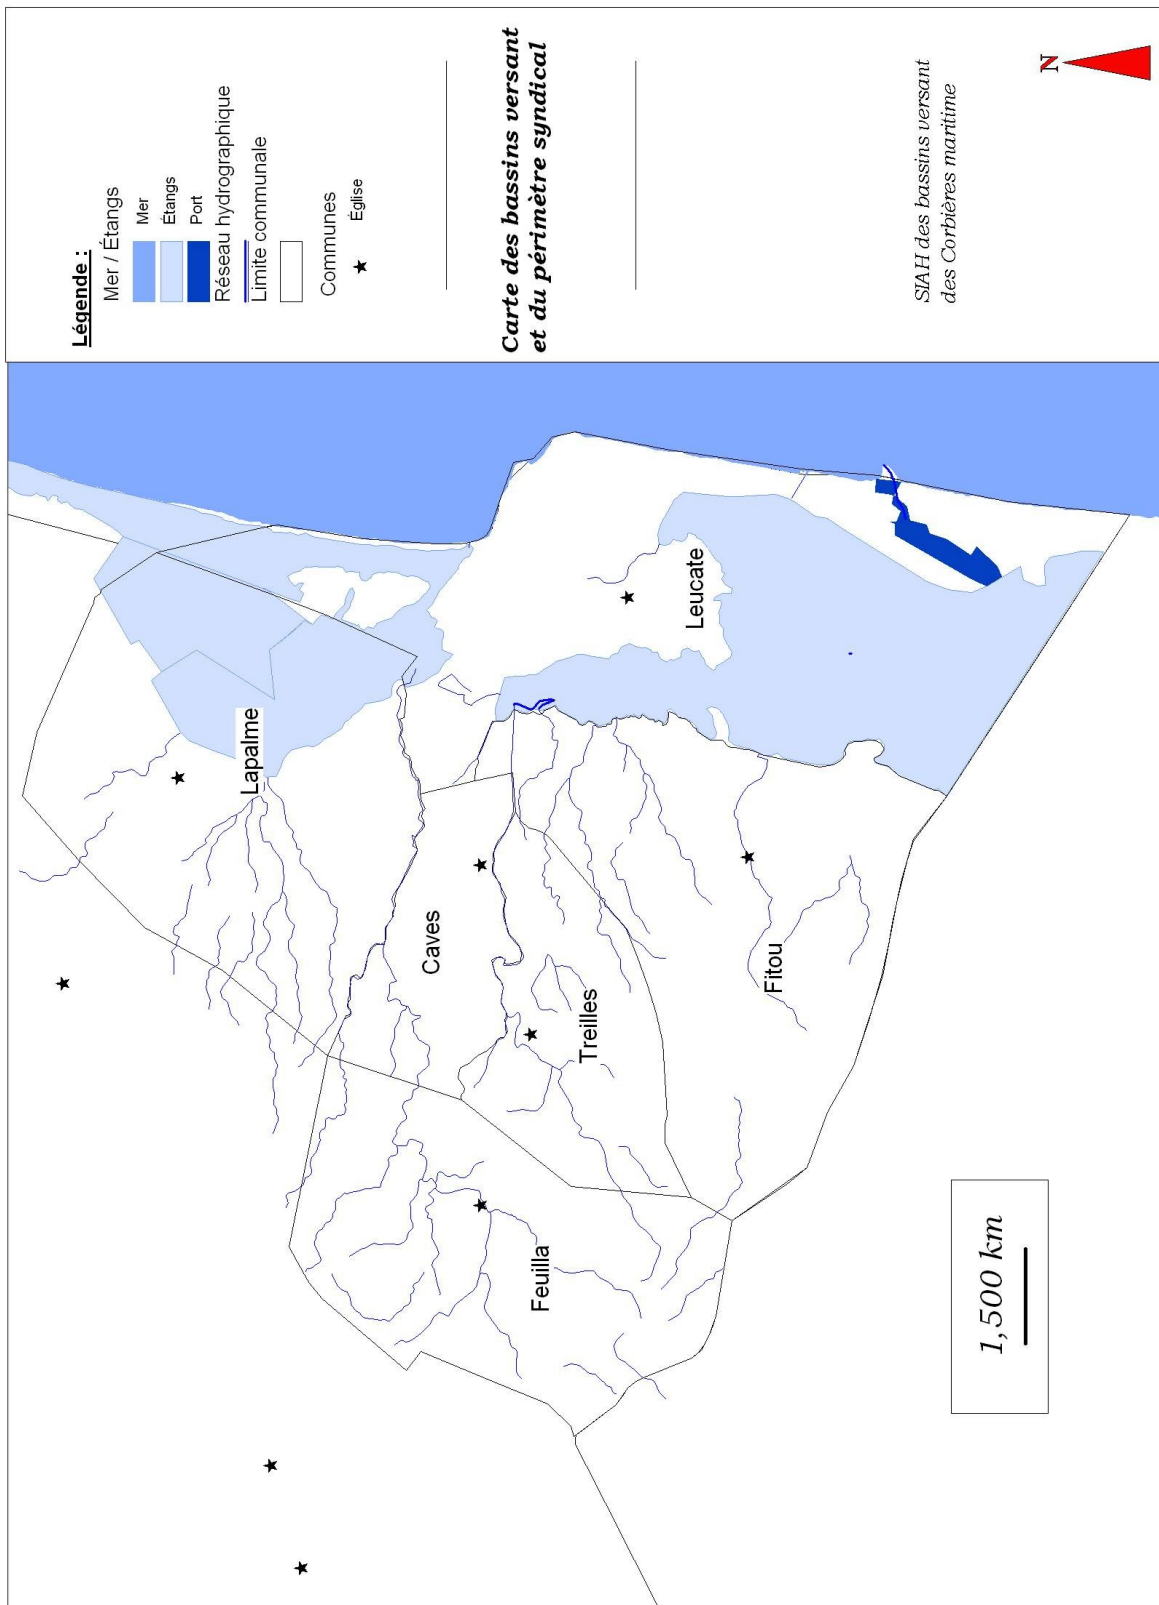 Légende :
Mer / Étangs
Mer
Étangs
Port
Réseau hydrographique
Limite communale
Communes
Église
Carte des bassins versant
et du périmètre syndical
SIAH des bassins versant
des Corbières maritime
N
Lapalme
Leucate
Caves
Treilles
Fitou
Feuilla
1,500 km